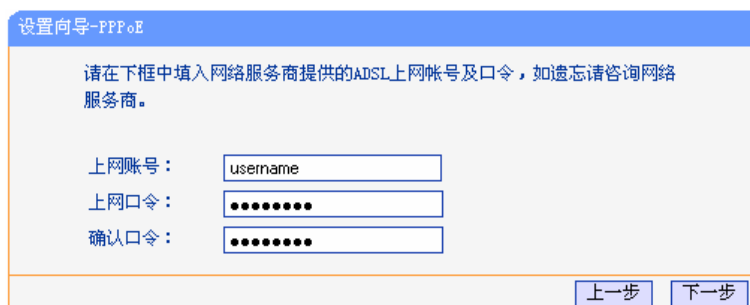 设置向导-PPPoE
请在下框中填入网络服务商提供的ADSL上网帐号及口令，如遗忘请咨询网络
服务商。
上网账号： username
上网口令： ●●●●●●●●
确认口令： ●●●●●●●●
上一步 下一步